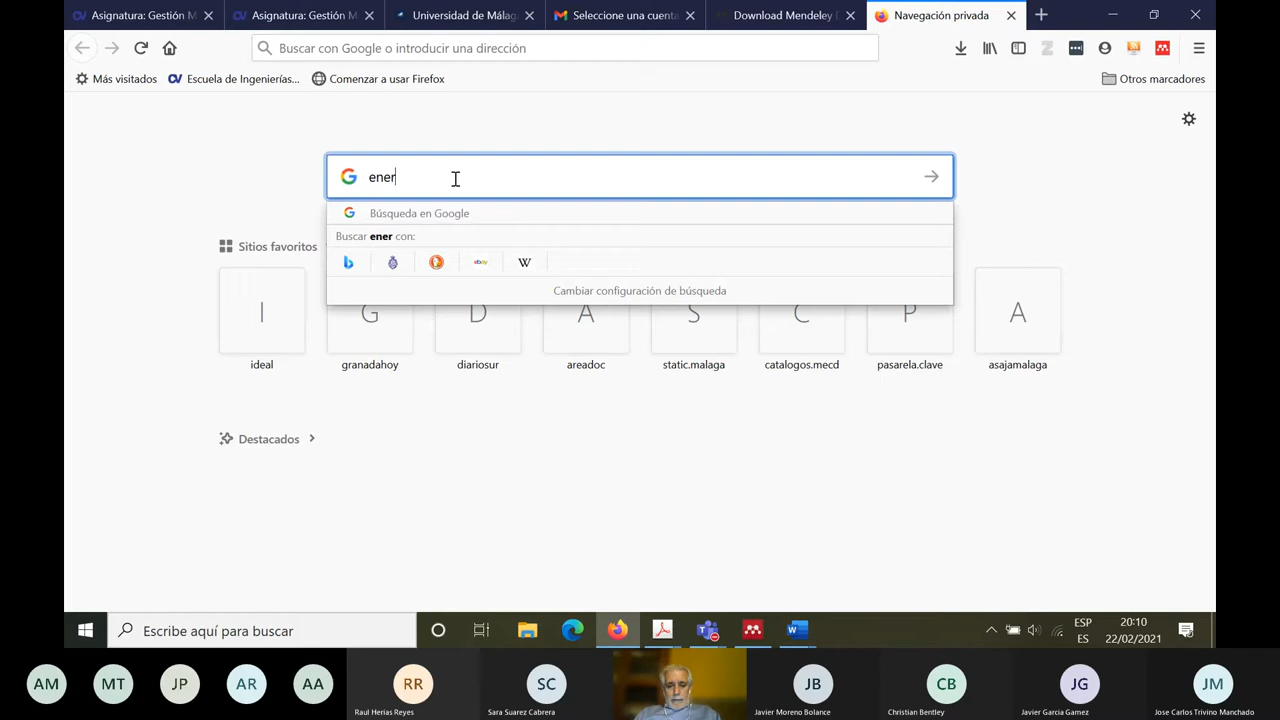 Asignatura: Gestión M
Asignatura: Gestión M
Universidad de Málaga
Seleccione una cuenta
Download Mendeley
Navegación privada
Buscar con Google o introducir una dirección
Más visitados
Escuela de Ingenierías...
Comenzar a usar Firefox
Otros marcadores
ener
Búsqueda en Google
Buscar ener con:
ebay
W
Cambiar configuración de búsqueda
Sitios favoritos
I
G
D
A
S
C
P
A
ideal
granadahoy
diariosur
areadoc
static.malaga
catalogos.mecd
pasarela.clave
asajamalaga
Destacados
Escribe aquí para buscar
ESP
ES
20:10
22/02/2021
AM
MT
JP
AR
AA
RR
SC
JB
CB
JG
JM
Raul Herias Reyes
Sara Suarez Cabrera
Javier Moreno Bolance
Christian Bentley
Javier Garcia Gamez
Jose Carlos Trivino Manchado